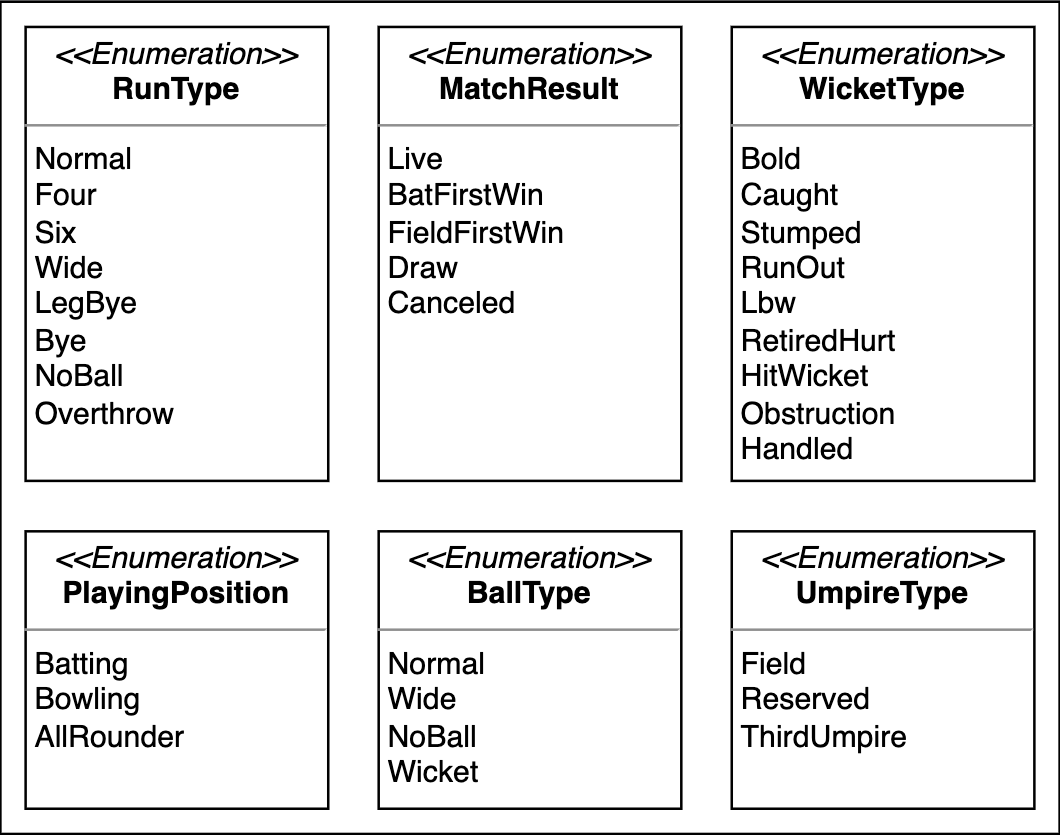 <<Enumeration>>
RunType
Normal
Four
Six
Wide
LegBye
Bye
NoBall
Overthrow
<<Enumeration>>
MatchResult
Live
BatFirstWin
FieldFirstWin
Draw
Canceled
<<Enumeration>>
WicketType
Bold
Caught
Stumped
RunOut
Lbw
RetiredHurt
HitWicket
Obstruction
Handled
<<Enumeration>>
PlayingPosition
Batting
Bowling
AllRounder
<<Enumeration>>
BallType
Normal
Wide
NoBall
Wicket
<<Enumeration>>
UmpireType
Field
Reserved
ThirdUmpire